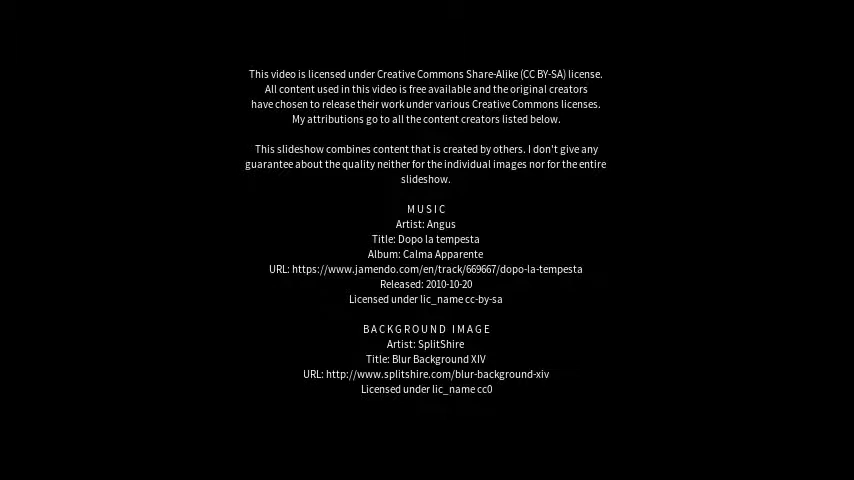 This video is licensed under Creative Commons Share-Alike (CC BY-SA) license.
All content used in this video is free available and the original creators
have chosen to release their work under various Creative Commons licenses.
My attributions go to all the content creators listed below.
This slideshow combines content that is created by others. I don't give any
guarantee about the quality neither for the individual images nor for the entire
slideshow.
MUSIC
Artist: Angus
Title: Dopo la tempesta
Album: Calma Apparente
URL: https://www.jamendo.com/en/track/669667/dopo-la-tempesta
Released: 2010-10-20
Licensed under lic_name cc-by-sa
BACKGROUND IMAGE
Artist: SplitShire
Title: Blur Background XIV
URL: http://www.splitshire.com/blur-background-xiv
Licensed under lic_name cc0